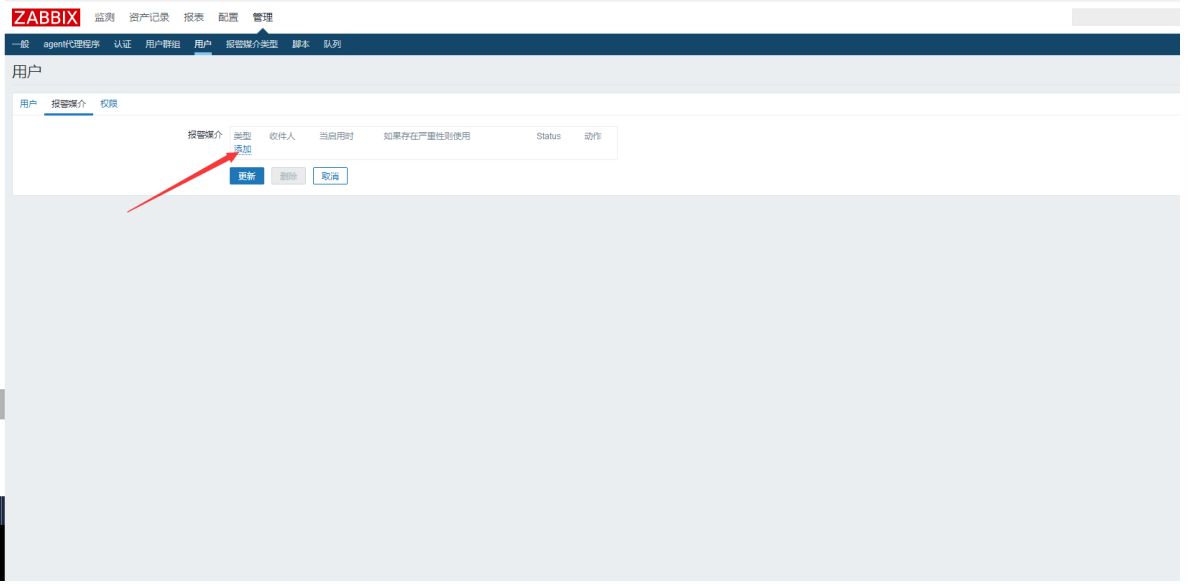 ZABBIX 监测 资产记录 报表 配置 管理
一般 agent代理程序 认证 用户群组 用户 报警媒介类型 脚本 队列
用户
用户 报警媒介 权限
报警媒介 类型 收件人 当启用时 如果存在严重性则使用 Status 动作
添加
更新 删除 取消